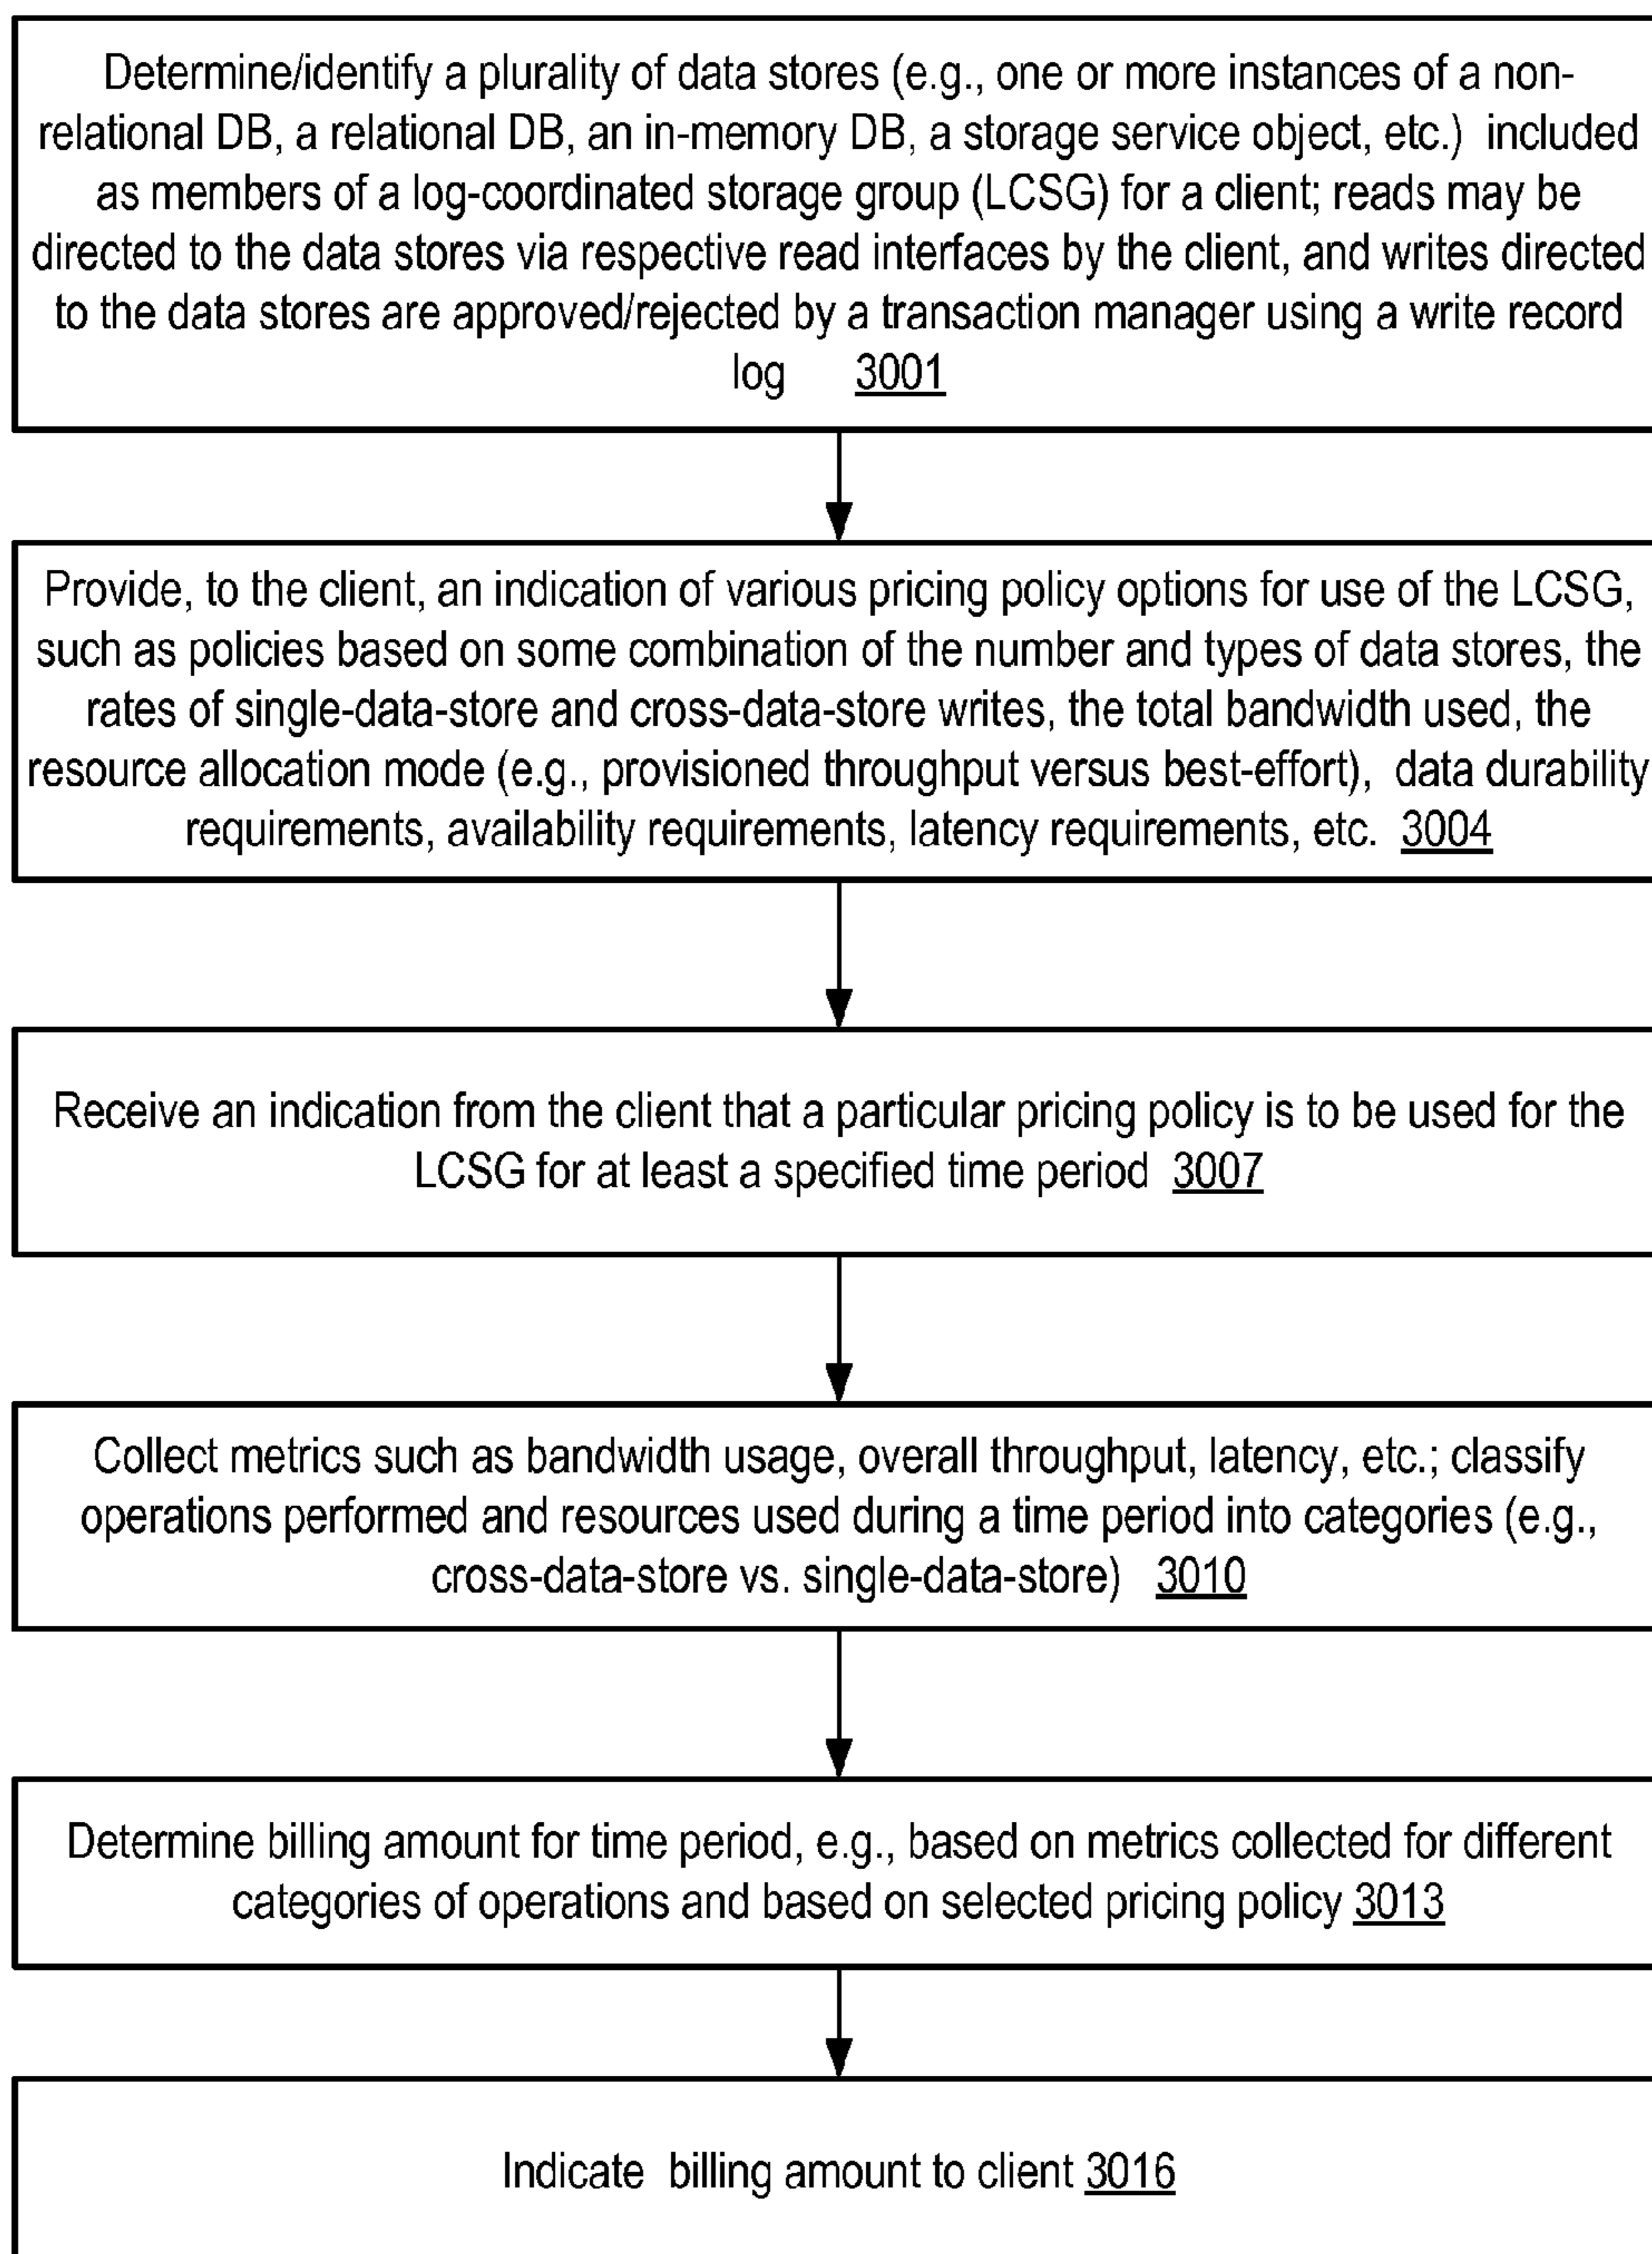 Determine/identify a plurality of data stores (e.g., one or more instances of a non-
relational DB, a relational DB, an in-memory DB, a storage service object, etc.)  included
as members of a log-coordinated storage group (LCSG) for a client; reads may be
directed to the data stores via respective read interfaces by the client, and writes directed
to the data stores are approved/rejected by a transaction manager using a write record
log 3001
Provide, to the client, an indication of various pricing policy options for use of the LCSG,
such as policies based on some combination of the number and types of data stores, the
rates of single-data-store and cross-data-store writes, the total bandwidth used, the
resource allocation mode (e.g., provisioned throughput versus best-effort),  data durability
requirements, availability requirements, latency requirements, etc.  3004
Receive an indication from the client that a particular pricing policy is to be used for the
LCSG for at least a specified time period  3007
Collect metrics such as bandwidth usage, overall throughput, latency, etc.; classify
operations performed and resources used during a time period into categories (e.g.,
cross-data-store vs. single-data-store)  3010
Determine billing amount for time period, e.g., based on metrics collected for different
categories of operations and based on selected pricing policy 3013
Indicate  billing amount to client 3016